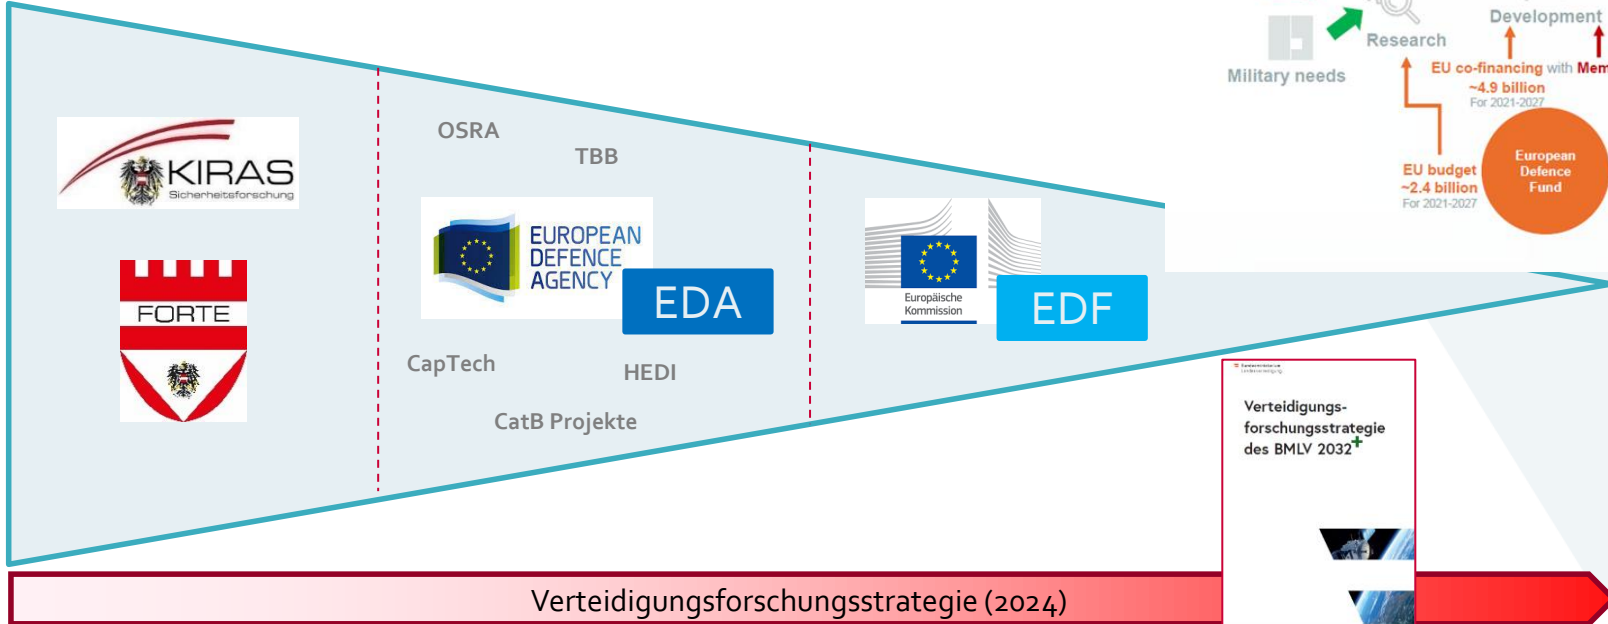 KIRAS
Sicherheitsforschung
FORTE
OSRA
TBB
EUROPEAN
DEFENCE
AGENCY
EDA
CapTech
HEDI
CatB Projekte
Europäische
Kommission
EDF
Military needs
Research
Development
EU co-financing with Mem
~4.9 billion
For 2021-2027
EU budget
~2.4 billion
For 2021-2027
European
Defence
Fund
Verteidigungs-
forschungsstrategie
des BMLV 2032+
Verteidigungsforschungsstrategie (2024)